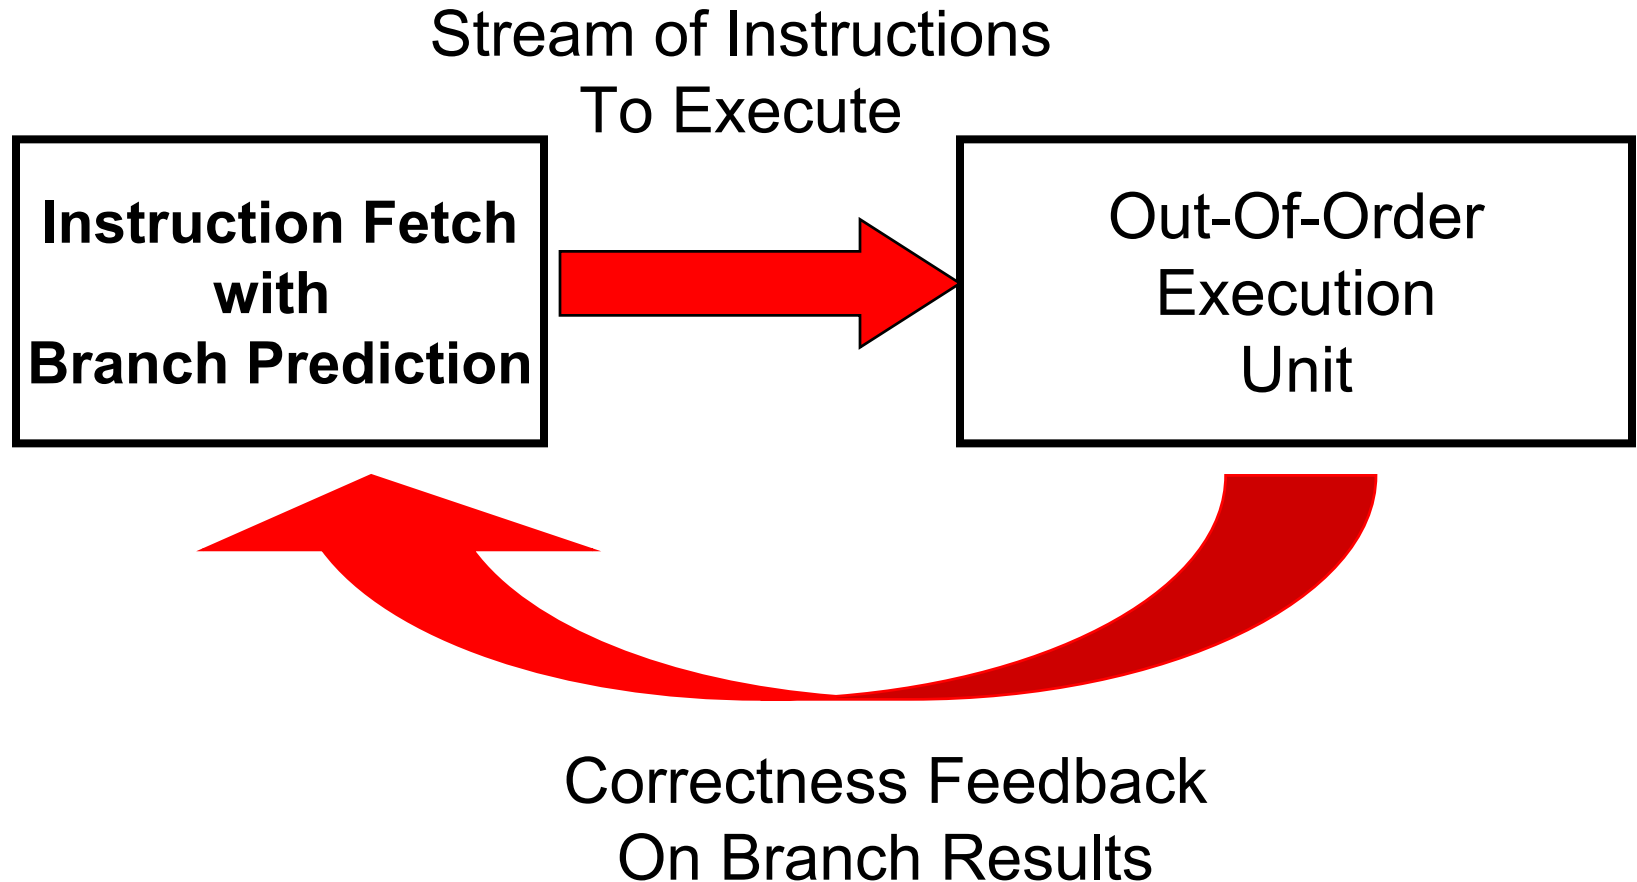 Stream of Instructions
To Execute
Instruction Fetch
with
Branch Prediction
Out-Of-Order
Execution
Unit
Correctness Feedback
On Branch Results